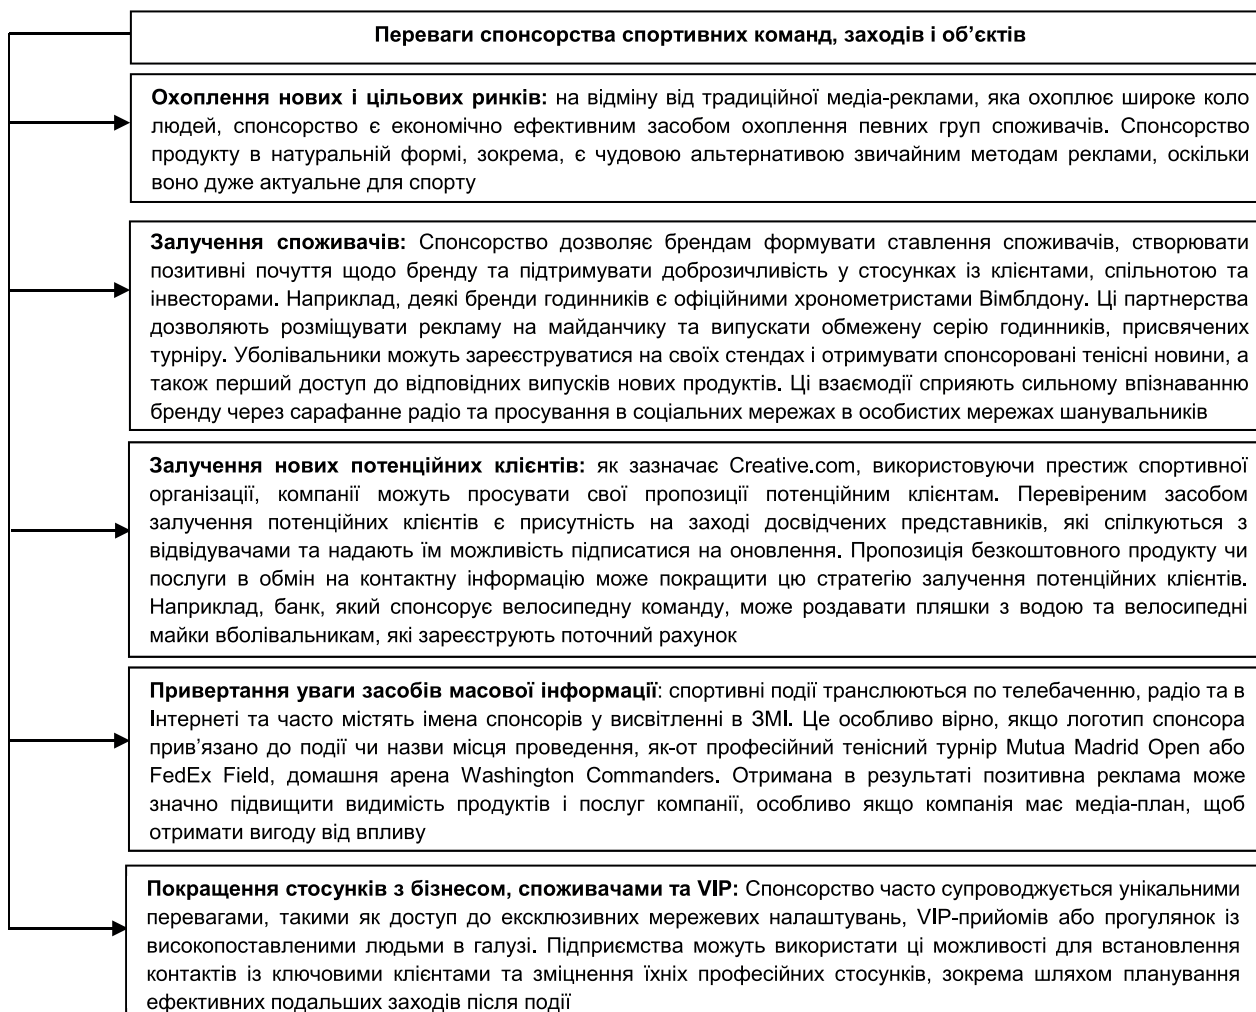 Переваги спонсорства спортивних команд, заходів і об’єктів
Охоплення нових і цільових ринків: на відміну від традиційної медіа-реклами, яка охоплює широке коло
людей, спонсорство є економічно ефективним засобом охоплення певних груп споживачів. Спонсорство
продукту в натуральній формі, зокрема, є чудовою альтернативою звичайним методам реклами, оскільки
воно дуже актуальне для спорту
Залучення споживачів: Спонсорство дозволяє брендам формувати ставлення споживачів, створювати
позитивні почуття щодо бренду та підтримувати доброзичливість у стосунках із клієнтами, спільнотою та
інвесторами. Наприклад, деякі бренди годинників є офіційними хронометристами Вімблдону. Ці партнерства
дозволяють розміщувати рекламу на майданчику та випускати обмежену серію годинників, присвячених
турніру. Уболівальники можуть зареєструватися на своїх стендах і отримувати спонсоровані тенісні новини, а
також перший доступ до відповідних випусків нових продуктів. Ці взаємодії сприяють сильному впізнаванню
бренду через сарафанне радіо та просування в соціальних мережах в особистих мережах шанувальників
Залучення нових потенційних клієнтів: як зазначає Creative.com, використовуючи престиж спортивної
організації, компанії можуть просувати свої пропозиції потенційним клієнтам. Перевіреним засобом
залучення потенційних клієнтів є присутність на заході досвідчених представників, які спілкуються з
відвідувачами та надають їм можливість підписатися на оновлення. Пропозиція безкоштовного продукту чи
послуги в обмін на контактну інформацію може покращити цю стратегію залучення потенційних клієнтів.
Наприклад, банк, який спонсорує велосипедну команду, може роздавати пляшки з водою та велосипедні
майки вболівальникам, які зареєструють поточний рахунок
Привертання уваги засобів масової інформації: спортивні події транслюються по телебаченню, радіо та в
Інтернеті та часто містять імена спонсорів у висвітленні в ЗМІ. Це особливо вірно, якщо логотип спонсора
прив’язано до події чи назви місця проведення, як-от професійний тенісний турнір Mutua Madrid Open або
FedEx Field, домашня арена Washington Commanders. Отримана в результаті позитивна реклама може
значно підвищити видимість продуктів і послуг компанії, особливо якщо компанія має медіа-план, щоб
отримати вигоду від впливу
Покращення стосунків з бізнесом, споживачами та VIP: Спонсорство часто супроводжується унікальними
перевагами, такими як доступ до ексклюзивних мережевих налаштувань, VIP-прийомів або прогулянок із
високопоставленими людьми в галузі. Підприємства можуть використати ці можливості для встановлення
контактів із ключовими клієнтами та зміцнення їхніх професійних стосунків, зокрема шляхом планування
ефективних подальших заходів після події